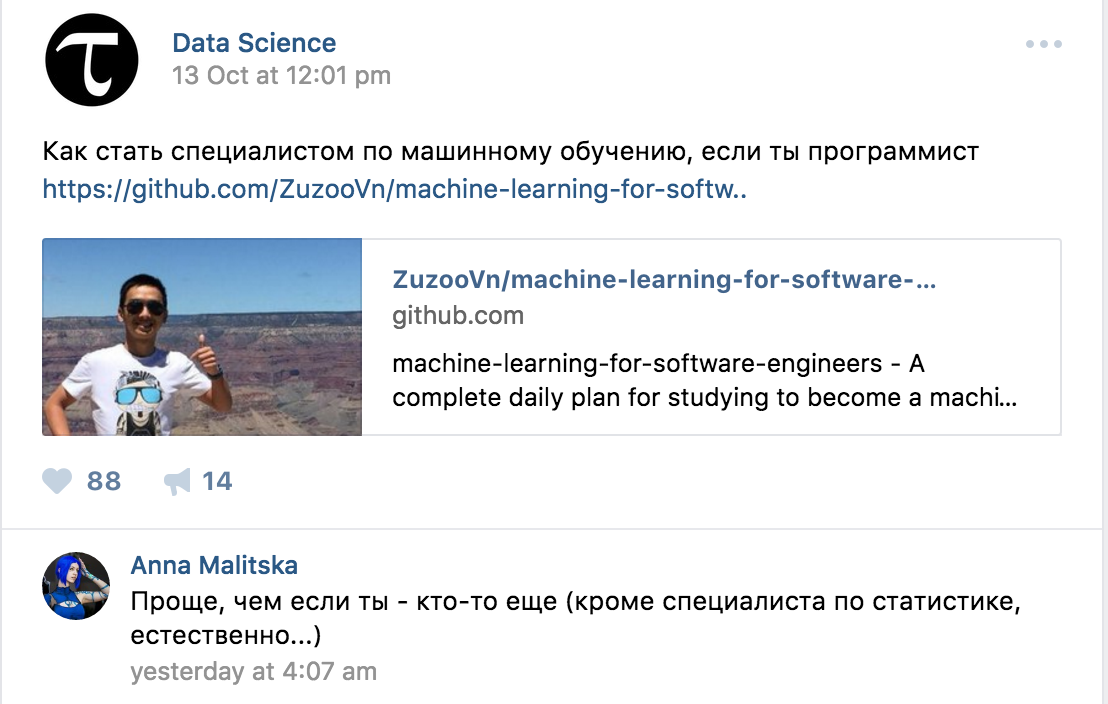 Data Science
13 Oct at 12:01 pm
Как стать специалистом по машинному обучению, если ты программист
https://github.com/ZuzooVn/machine-learning-for-softw..
ZuzooVn/machine-learning-for-software-...
github.com
machine-learning-for-software-engineers - A
complete daily plan for studying to become a machi...
88 14
Anna Malitska
Проще, чем если ты - кто-то еще (кроме специалиста по статистике,
естественно...)
yesterday at 4:07 am